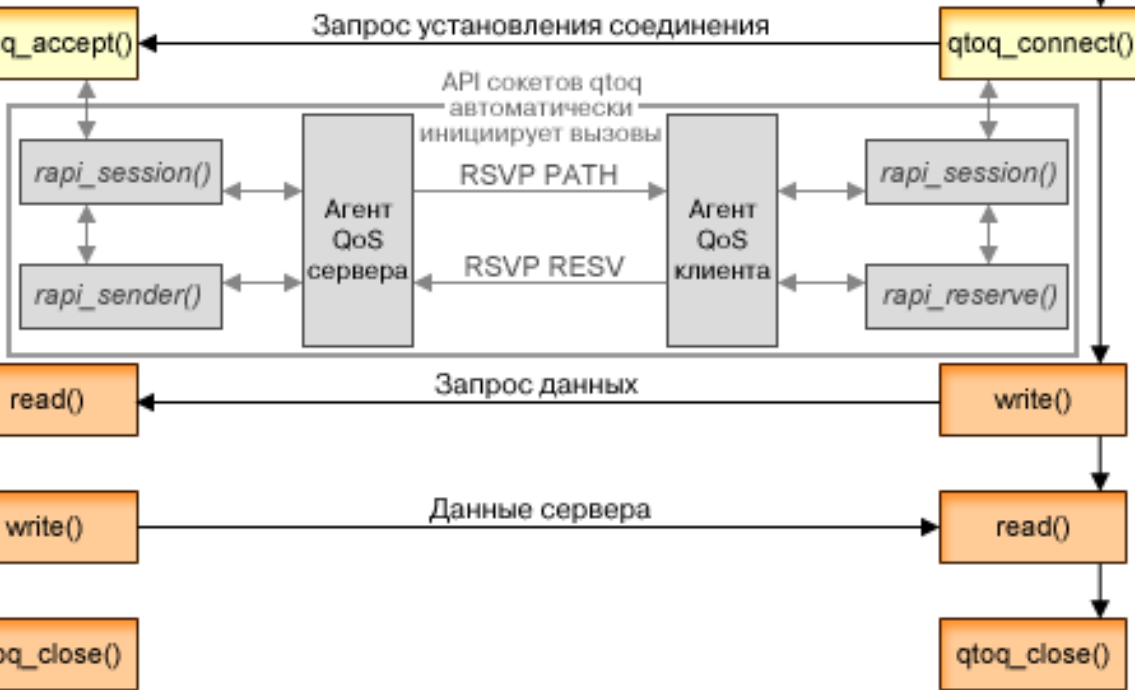 Запрос установления соединения
q_accept()
qtoq_connect()
API сокетов qtoq
автоматически
инициирует вызовы
rapi_session()
Агент
QoS
сервера
RSVP PATH
Агент
QoS
клиента
rapi_session()
rapi_sender()
RSVP RESV
rapi_reserve()
Запрос данных
read()
write()
Данные сервера
write()
read()
oq_close()
qtoq_close()